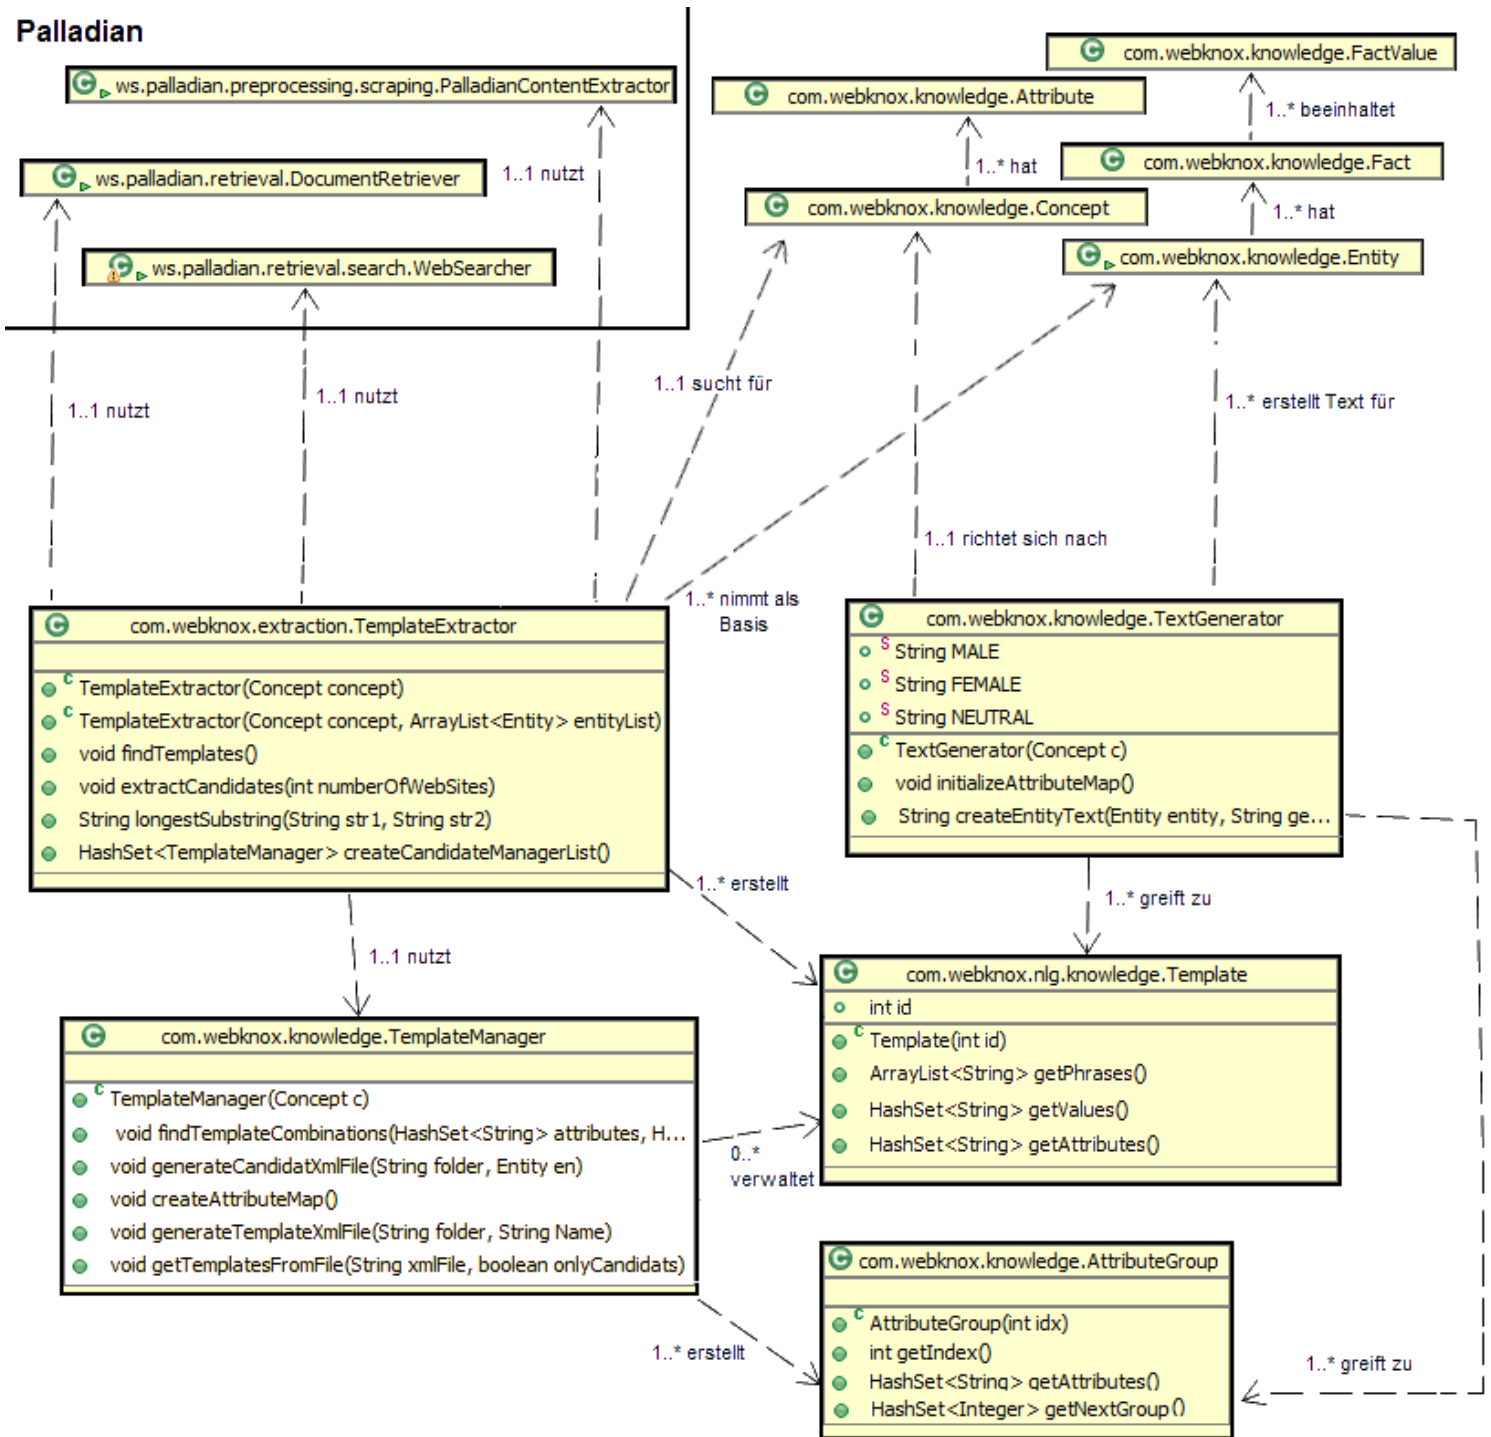 Palladian
ws.palladian.preprocessing.scraping.PalladianContentExtractor
1..1 nutzt
ws.palladian.retrieval.DocumentRetriever
ws.palladian.retrieval.search.WebSearcher
com.webknox.knowledge.FactValue
com.webknox.knowledge.Attribute
1..* beeinhaltet
com.webknox.knowledge.Fact
1..* hat
com.webknox.knowledge.Concept
1..* hat
com.webknox.knowledge.Entity
1..1 nutzt
1..1 nutzt
1..1 sucht für
1..* erstellt Text für
1..1 richtet sich nach
1..* nimmt als
Basis
com.webknox.extraction.TemplateExtractor
C TemplateExtractor(Concept concept)
C TemplateExtractor(Concept concept, ArrayList<Entity> entityList)
void findTemplates()
void extractCandidates(int numberOfWebSites)
String longestSubstring(String str1, String str2)
HashSet<TemplateManager> createCandidateManagerList()
com.webknox.knowledge.TextGenerator
S String MALE
S String FEMALE
S String NEUTRAL
C TextGenerator(Concept c)
void initializeAttributeMap()
String createEntityText(Entity entity, String ge...
1..* erstellt
1..* greift zu
1..1 nutzt
com.webknox.nlg.knowledge.Template
int id
C Template(int id)
ArrayList<String> getPhrases()
HashSet<String> getValues()
HashSet<String> getAttributes()
com.webknox.knowledge.TemplateManager
C TemplateManager(Concept c)
void findTemplateCombinations(HashSet<String> attributes, H...
void generateCandidatXmlFile(String folder, Entity en)
void createAttributeMap()
void generateTemplateXmlFile(String folder, String Name)
void getTemplatesFromFile(String xmlFile, boolean onlyCandidats)
0..*
verwaltet
1..* erstellt
com.webknox.knowledge.AttributeGroup
C AttributeGroup(int idx)
int getIndex()
HashSet<String> getAttributes()
HashSet<Integer> getNextGroup()
1..* greift zu